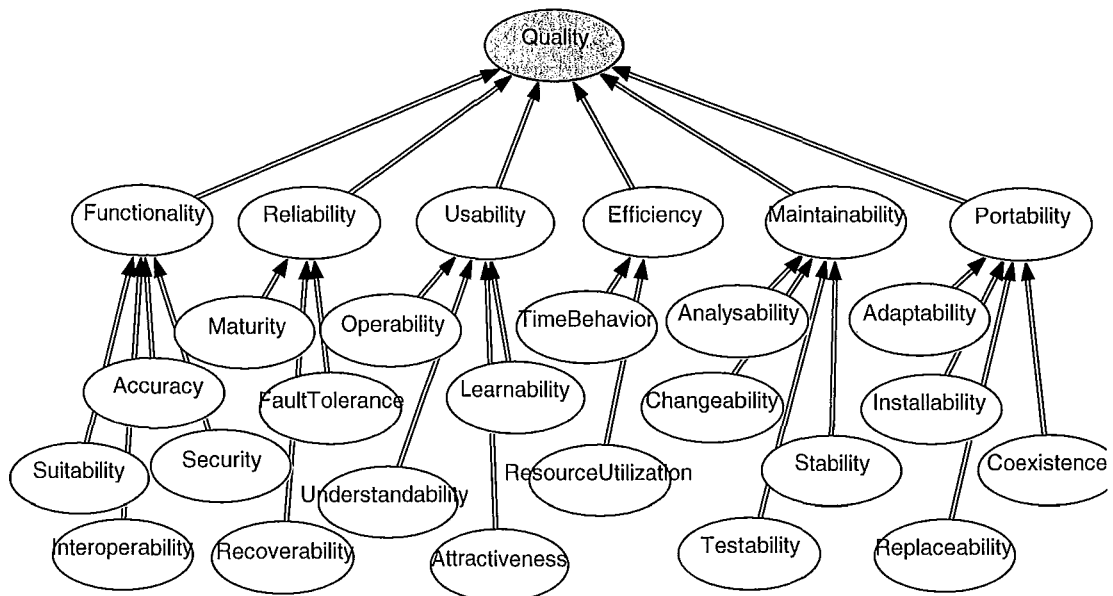 Quality
Functionality
Reliability
Usability
Efficiency
Maintainability
Portability
Maturity
Operability
TimeBehavior
Analysability
Adaptability
Accuracy
FaultTolerance
Learnability
Changeability
Installability
Suitability
Security
Understandability
ResourceUtilization
Stability
Coexistence
Interoperability
Recoverability
Attractiveness
Testability
Replaceability